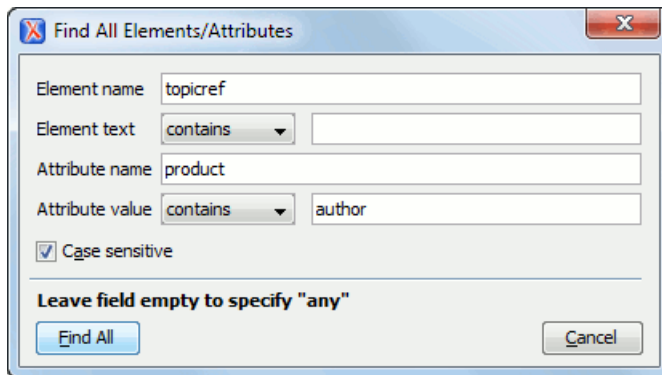 Find All Elements/Attributes
Element name topicref
Element text contains
Attribute name product
Attribute value contains author
Case sensitive
Leave field empty to specify "any"
Find All Cancel